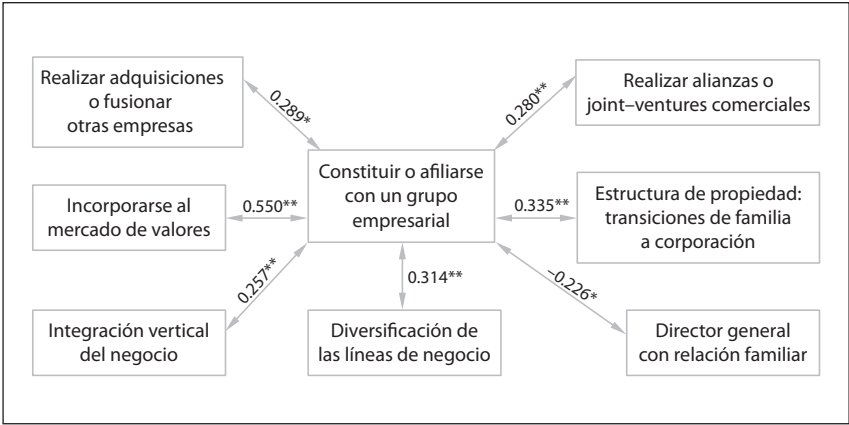 Realizar adquisiciones
o fusionar
otras empresas
0.289*
0.280**
Realizar alianzas o
joint–ventures comerciales
Constituir o afiliarse
con un grupo
empresarial
Incorporarse al
mercado de valores
0.550**
0.335**
Estructura de propiedad:
transiciones de familia
a corporación
0.257**
0.314**
–0.226*
Integración vertical
del negocio
Diversificación de
las líneas de negocio
Director general
con relación familiar